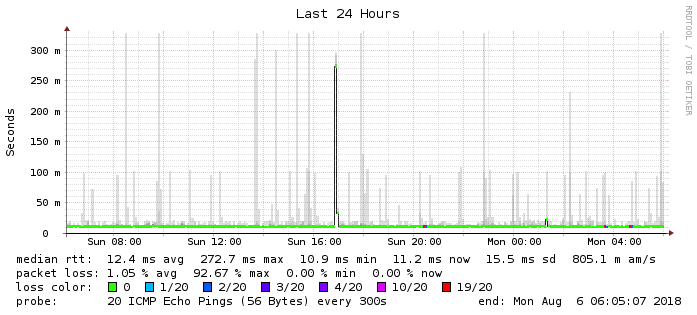 Last 24 Hours
RRDTOOL / TOBI OETIKER
Seconds
300 m
250 m
200 m
150 m
100 m
50 m
0
Sun 08:00 Sun 12:00 Sun 16:00 Sun 20:00 Mon 00:00 Mon 04:00
median rtt: 12.4 ms avg 272.7 ms max 10.9 ms min 11.2 ms now 15.5 ms sd 805.1 m am/s
packet loss: 1.05 % avg 92.67 % max 0.00 % min 0.00 % now
loss color: 0 1/20 2/20 3/20 4/20 10/20 19/20
probe: 20 ICMP Echo Pings (56 Bytes) every 300s end: Mon Aug 6 06:05:07 2018